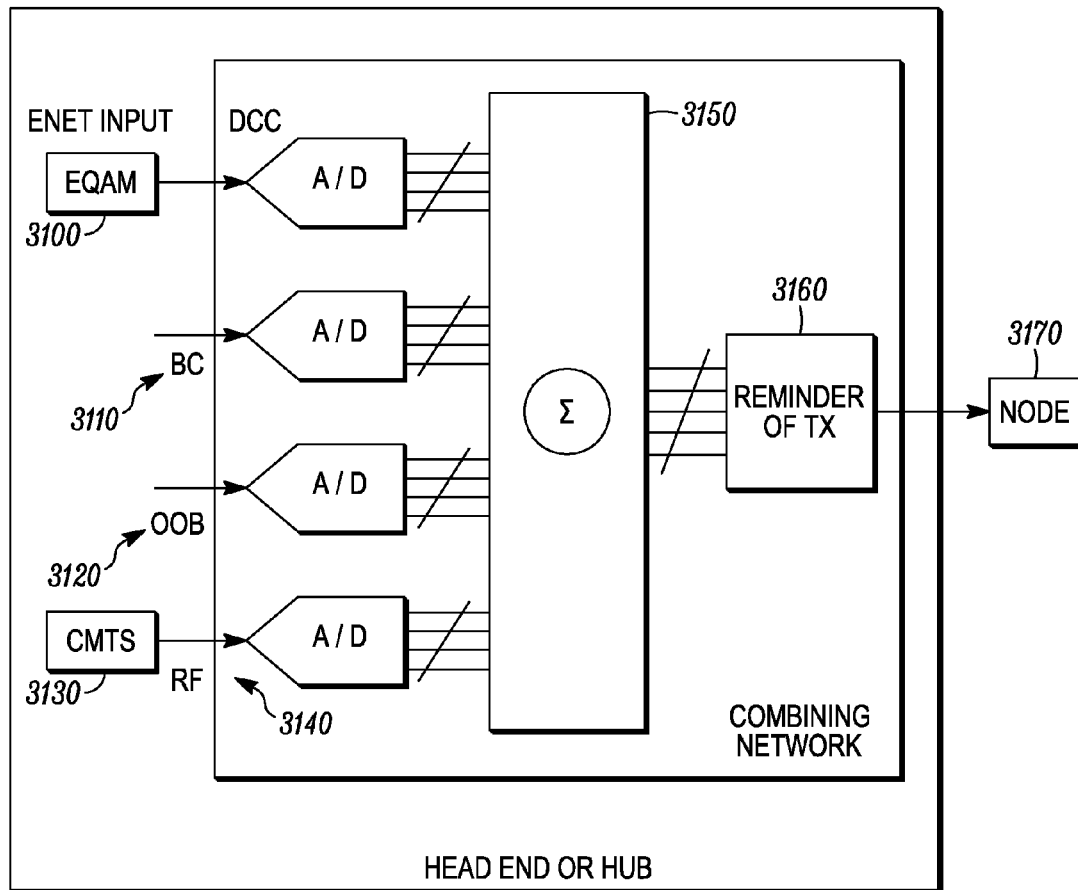 ENET INPUT
DCC
EQAM
3100
A / D
3150
BC
3110
A / D
Σ
3160
REMINDER
OF TX
3170
NODE
OOB
3120
A / D
CMTS
3130
RF
A / D
3140
COMBINING
NETWORK
HEAD END OR HUB